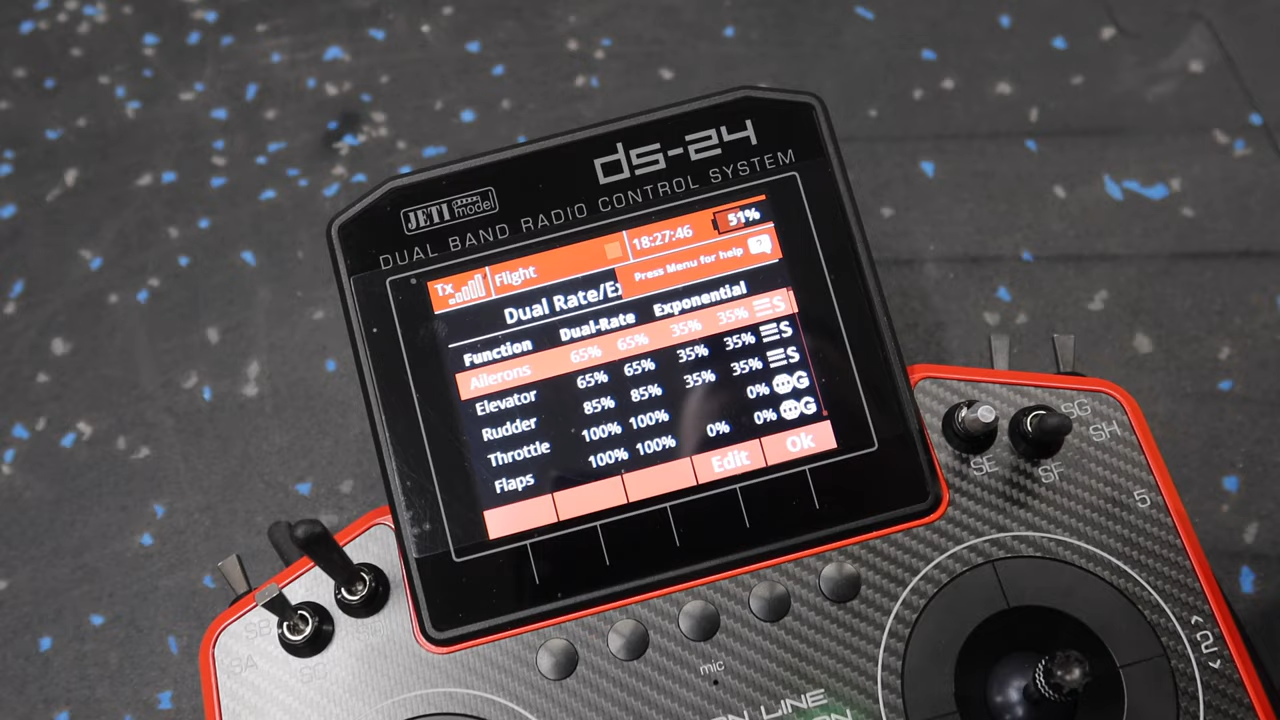 ds-24
JETI model
DUAL BAND RADIO CONTROL SYSTEM
Tx Flight 18:27:46 51%
Press Menu for help ?
Dual Rate/Ex
Function Dual-Rate Exponential
Ailerons 65% 65% 35% 35% S
Elevator 65% 65% 35% 35% S
Rudder 85% 85% 35% 35% S
Throttle 100% 100% 0% G
Flaps 100% 100% 0% 0% G
Edit Ok
SG
SH
SE SF
5
SB
SA
SC
2
mic
ON LINE